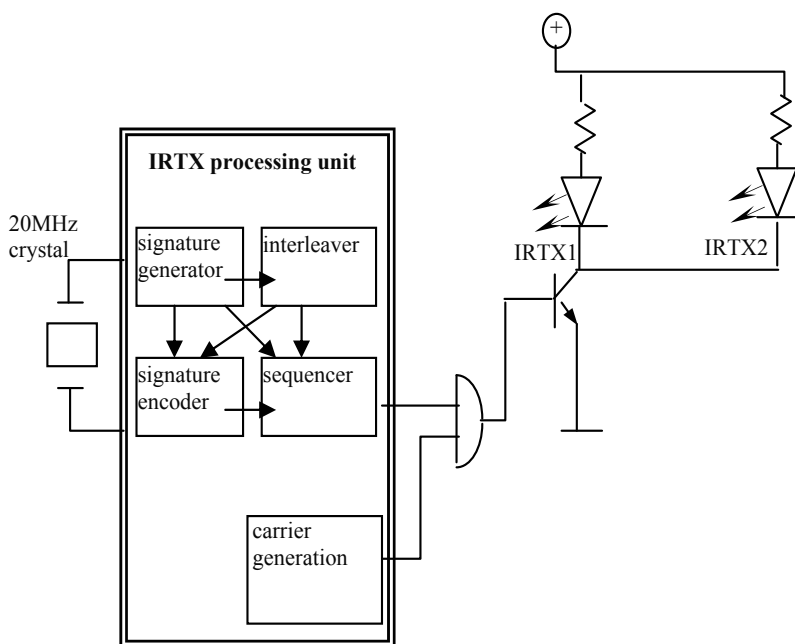 +
IRTX processing unit
20MHz
crystal
signature
generator
interleaver
IRTX1
IRTX2
signature
encoder
sequencer
carrier
generation